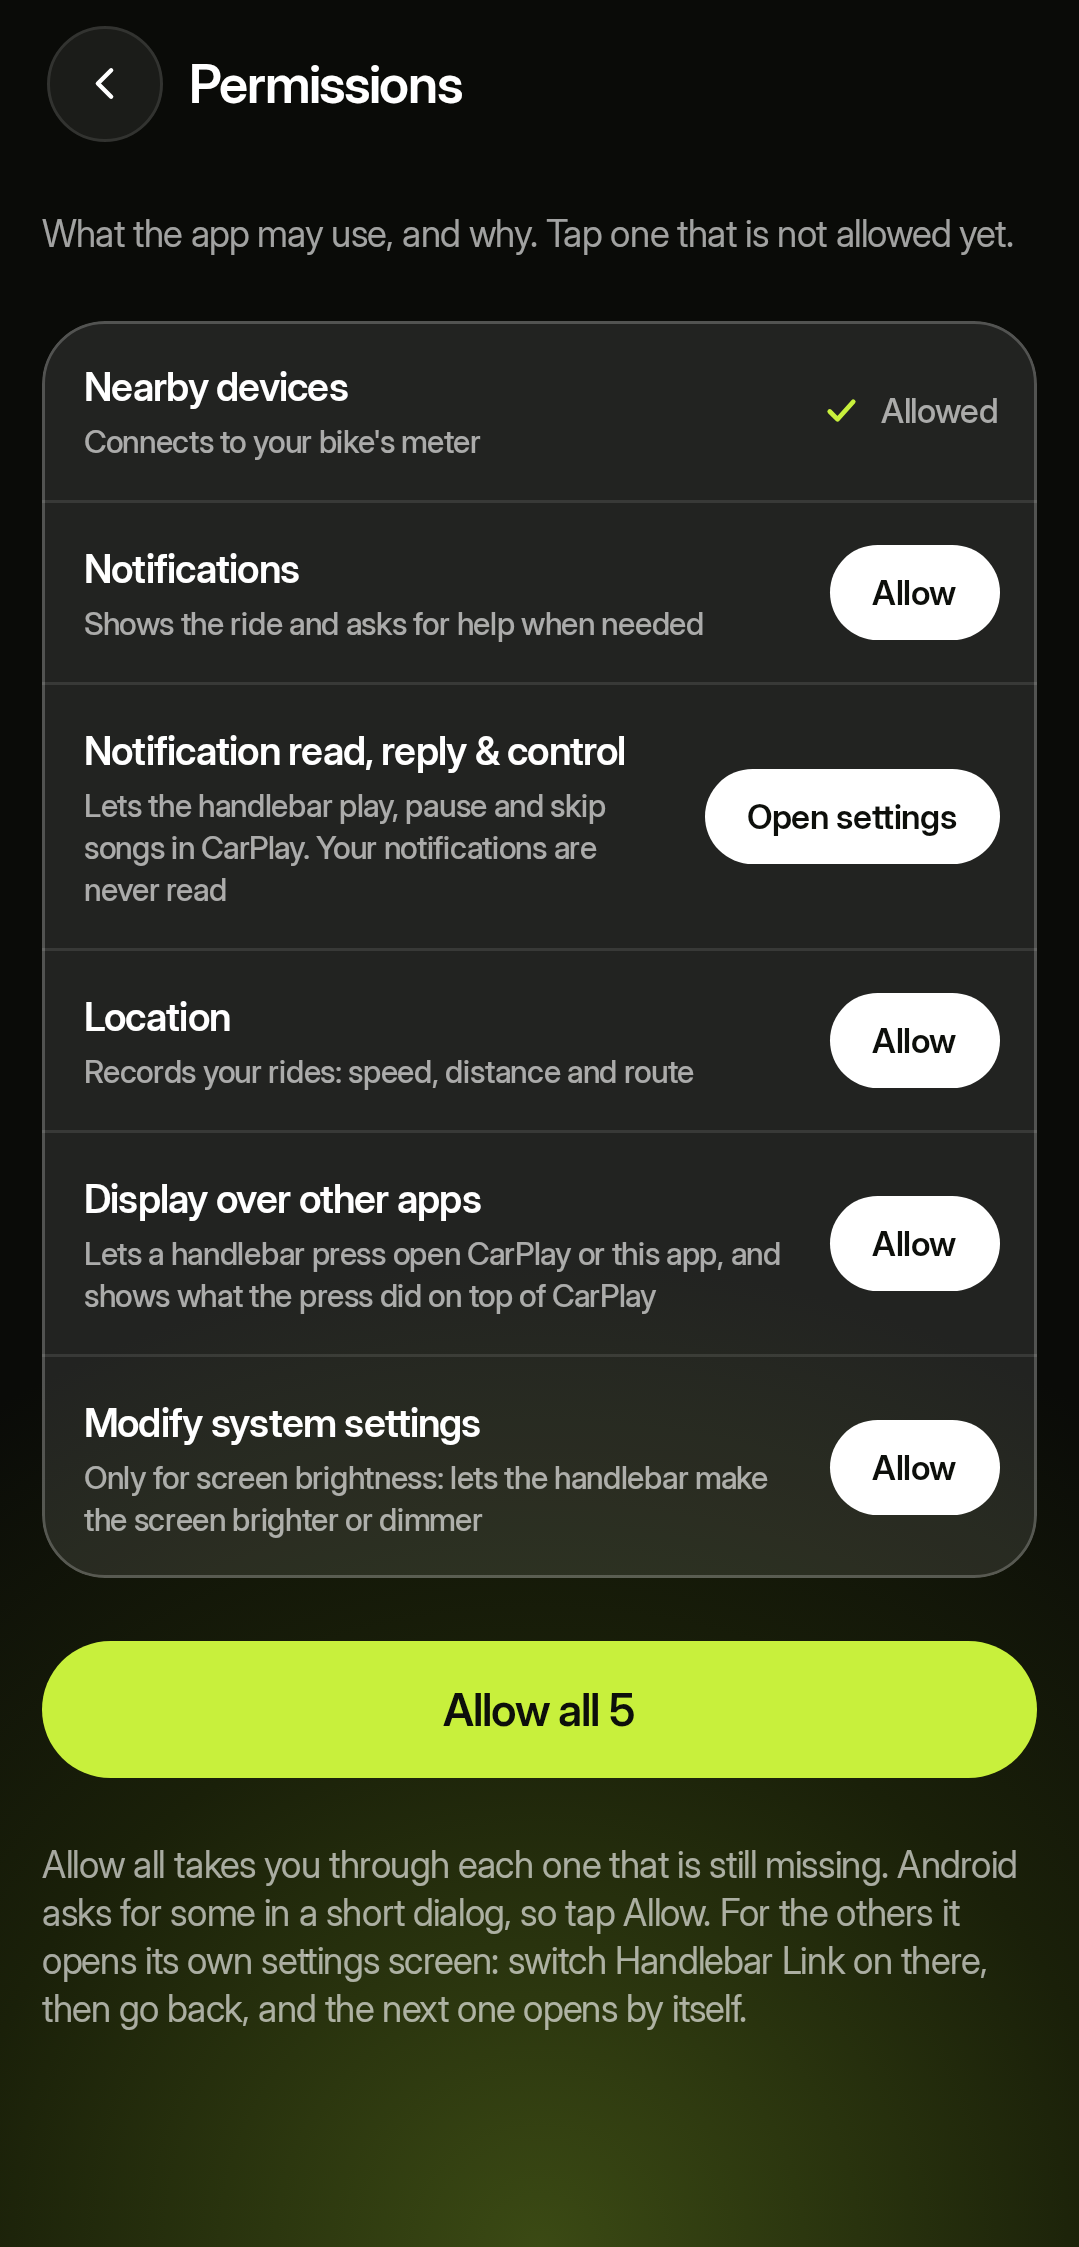 Permissions
What the app may use, and why. Tap one that is not allowed yet.
Nearby devices
Connects to your bike's meter
Allowed
Notifications
Shows the ride and asks for help when needed
Allow
Notification read, reply & control
Lets the handlebar play, pause and skip
songs in CarPlay. Your notifications are
never read
Open settings
Location
Records your rides: speed, distance and route
Allow
Display over other apps
Lets a handlebar press open CarPlay or this app, and
shows what the press did on top of CarPlay
Allow
Modify system settings
Only for screen brightness: lets the handlebar make
the screen brighter or dimmer
Allow
Allow all 5
Allow all takes you through each one that is still missing. Android
asks for some in a short dialog, so tap Allow. For the others it
opens its own settings screen: switch Handlebar Link on there,
then go back, and the next one opens by itself.